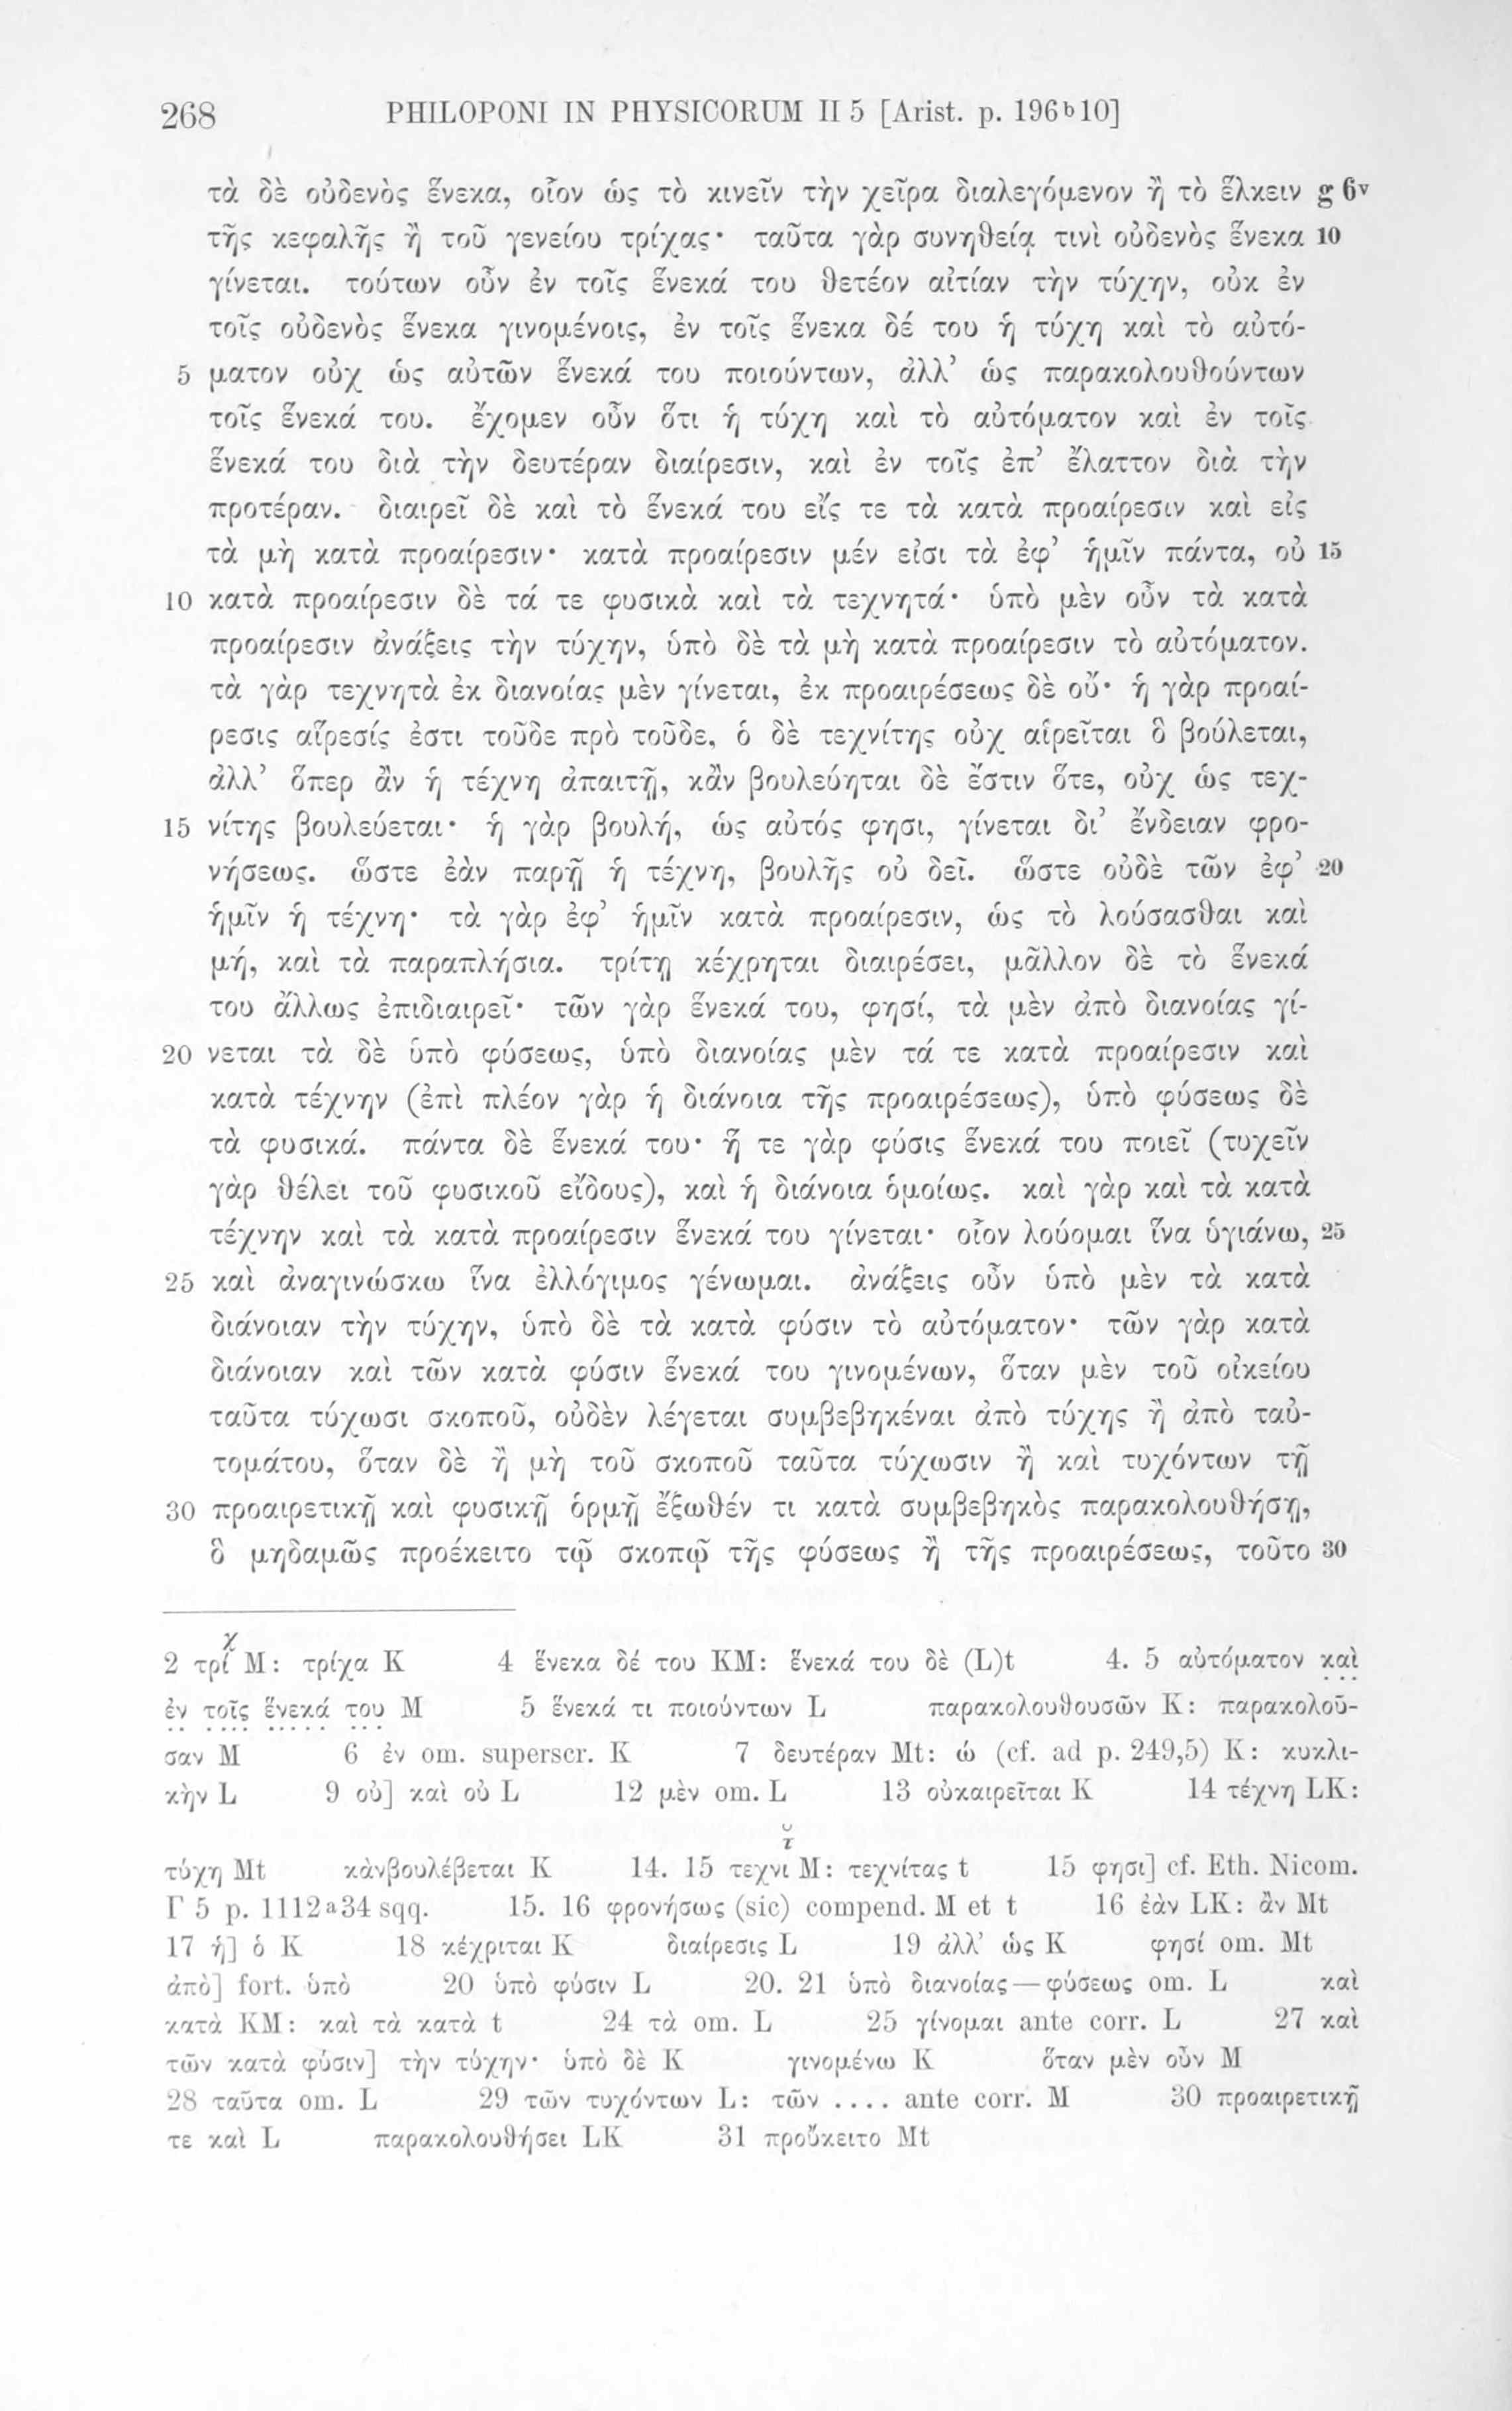 268 PHILOPONI IN PHYSICORUM II 5 [Arist. p. 196b10]
τὰ δὲ οὐδενὸς ἕνεκα, οἷον ὡς τὸ κινεῖν τὴν χεῖρα διαλεγόμενον ἢ τὸ ἕλκειν g 6v
τῆς κεφαλῆς ἢ τοῦ γενείου τρίχας· ταῦτα γὰρ συνηθείᾳ τινὶ οὐδενὸς ἕνεκα 10
γίνεται. τούτων οὖν ἐν τοῖς ἕνεκά του θετέον αἰτίαν τὴν τύχην, οὐκ ἐν
τοῖς οὐδενὸς ἕνεκα γινομένοις, ἐν τοῖς ἕνεκα δέ του ἡ τύχη καὶ τὸ αὐτό-
5 ματον οὐχ ὡς αὐτῶν ἕνεκά του ποιούντων, ἀλλ’ ὡς παρακολουθούντων
τοῖς ἕνεκά του. ἔχομεν οὖν ὅτι ἡ τύχη καὶ τὸ αὐτόματον καὶ ἐν τοῖς
ἕνεκά του διὰ τὴν δευτέραν διαίρεσιν, καὶ ἐν τοῖς ἐπ’ ἔλαττον διὰ τὴν
προτέραν. διαιρεῖ δὲ καὶ τὸ ἕνεκά του εἴς τε τὰ κατὰ προαίρεσιν καὶ εἰς
τὰ μὴ κατὰ προαίρεσιν· κατὰ προαίρεσιν μέν εἰσι τὰ ἐφ’ ἡμῖν πάντα, οὐ 15
10 κατὰ προαίρεσιν δὲ τά τε φυσικὰ καὶ τὰ τεχνητά· ὑπὸ μὲν οὖν τὰ κατὰ
προαίρεσιν ἀνάξεις τὴν τύχην, ὑπὸ δὲ τὰ μὴ κατὰ προαίρεσιν τὸ αὐτόματον.
τὰ γὰρ τεχνητὰ ἐκ διανοίας μὲν γίνεται, ἐκ προαιρέσεως δὲ οὔ· ἡ γὰρ προαί-
ρεσις αἵρεσίς ἐστι τοῦδε πρὸ τοῦδε, ὁ δὲ τεχνίτης οὐχ αἱρεῖται ὃ βούλεται,
ἀλλ’ ὅπερ ἂν ἡ τέχνη ἀπαιτῇ, κἂν βουλεύηται δὲ ἔστιν ὅτε, οὐχ ὡς τεχ-
15 νίτης βουλεύεται· ἡ γὰρ βουλή, ὡς αὐτός φησι, γίνεται δι’ ἔνδειαν φρο-
νήσεως. ὥστε ἐὰν παρῇ ἡ τέχνη, βουλῆς οὐ δεῖ. ὥστε οὐδὲ τῶν ἐφ’ 20
ἡμῖν ἡ τέχνη· τὰ γὰρ ἐφ’ ἡμῖν κατὰ προαίρεσιν, ὡς τὸ λούσασθαι καὶ
μή, καὶ τὰ παραπλήσια. τρίτῃ κέχρηται διαιρέσει, μᾶλλον δὲ τὸ ἕνεκά
του ἄλλως ἐπιδιαιρεῖ· τῶν γὰρ ἕνεκά του, φησί, τὰ μὲν ἀπὸ διανοίας γί-
20 νεται τὰ δὲ ὑπὸ φύσεως, ὑπὸ διανοίας μὲν τά τε κατὰ προαίρεσιν καὶ
κατὰ τέχνην (ἐπὶ πλέον γὰρ ἡ διάνοια τῆς προαιρέσεως), ὑπὸ φύσεως δὲ
τὰ φυσικά. πάντα δὲ ἕνεκά του· ἥ τε γὰρ φύσις ἕνεκά του ποιεῖ (τυχεῖν
γὰρ θέλει τοῦ φυσικοῦ εἴδους), καὶ ἡ διάνοια ὁμοίως. καὶ γὰρ καὶ τὰ κατὰ
τέχνην καὶ τὰ κατὰ προαίρεσιν ἕνεκά του γίνεται· οἷον λούομαι ἵνα ὑγιάνω, 25
25 καὶ ἀναγινώσκω ἵνα ἐλλόγιμος γένωμαι. ἀνάξεις οὖν ὑπὸ μὲν τὰ κατὰ
διάνοιαν τὴν τύχην, ὑπὸ δὲ τὰ κατὰ φύσιν τὸ αὐτόματον· τῶν γὰρ κατὰ
διάνοιαν καὶ τῶν κατὰ φύσιν ἕνεκά του γινομένων, ὅταν μὲν τοῦ οἰκείου
ταῦτα τύχωσι σκοποῦ, οὐδὲν λέγεται συμβεβηκέναι ἀπὸ τύχης ἢ ἀπὸ ταὐ-
τομάτου, ὅταν δὲ ἢ μὴ τοῦ σκοποῦ ταῦτα τύχωσιν ἢ καὶ τυχόντων τῇ
30 προαιρετικῇ καὶ φυσικῇ ὁρμῇ ἔξωθέν τι κατὰ συμβεβηκὸς παρακολουθήσῃ,
ὃ μηδαμῶς προέκειτο τῷ σκοπῷ τῆς φύσεως ἢ τῆς προαιρέσεως, τοῦτο 30
2 τρίχ M: τρίχα K 4 ἕνεκα δέ του KM: ἕνεκά του δὲ (L)t 4. 5 αὐτόματον καὶ
ἐν τοῖς ἕνεκά του M 5 ἕνεκά τι ποιούντων L παρακολουθουσῶν K: παρακολοῦ-
σαν M 6 ἐν om. superscr. K 7 δευτέραν Mt: ώ (cf. ad p. 249,5) K: κυκλι-
κὴν L 9 οὐ] καὶ οὐ L 12 μὲν om. L 13 οὐκαιρεῖται K 14 τέχνη LK:
τύχη Mt κἀνβουλέβεται K 14. 15 τεχνιτυ M: τεχνίτας t 15 φησι] cf. Eth. Nicom.
Γ 5 p. 1112a34 sqq. 15. 16 φρονήσως (sic) compend. M et t 16 ἐὰν LK: ἂν Mt
17 ἡ] ὁ K 18 κέχριται K διαίρεσις L 19 ἀλλ’ ὡς K φησί om. Mt
ἀπὸ] fort. ὑπὸ 20 ὑπὸ φύσιν L 20. 21 ὑπὸ διανοίας—φύσεως om. L καὶ
κατὰ KM: καὶ τὰ κατὰ t 24 τὰ om. L 25 γίνομαι ante corr. L 27 καὶ
τῶν κατὰ φύσιν] τὴν τύχην· ὑπὸ δὲ K γινομένω K ὅταν μὲν οὖν M
28 ταῦτα om. L 29 τῶν τυχόντων L: τῶν .... ante corr. M 30 προαιρετικῇ
τε καὶ L παρακολουθήσει LK 31 προὔκειτο Mt